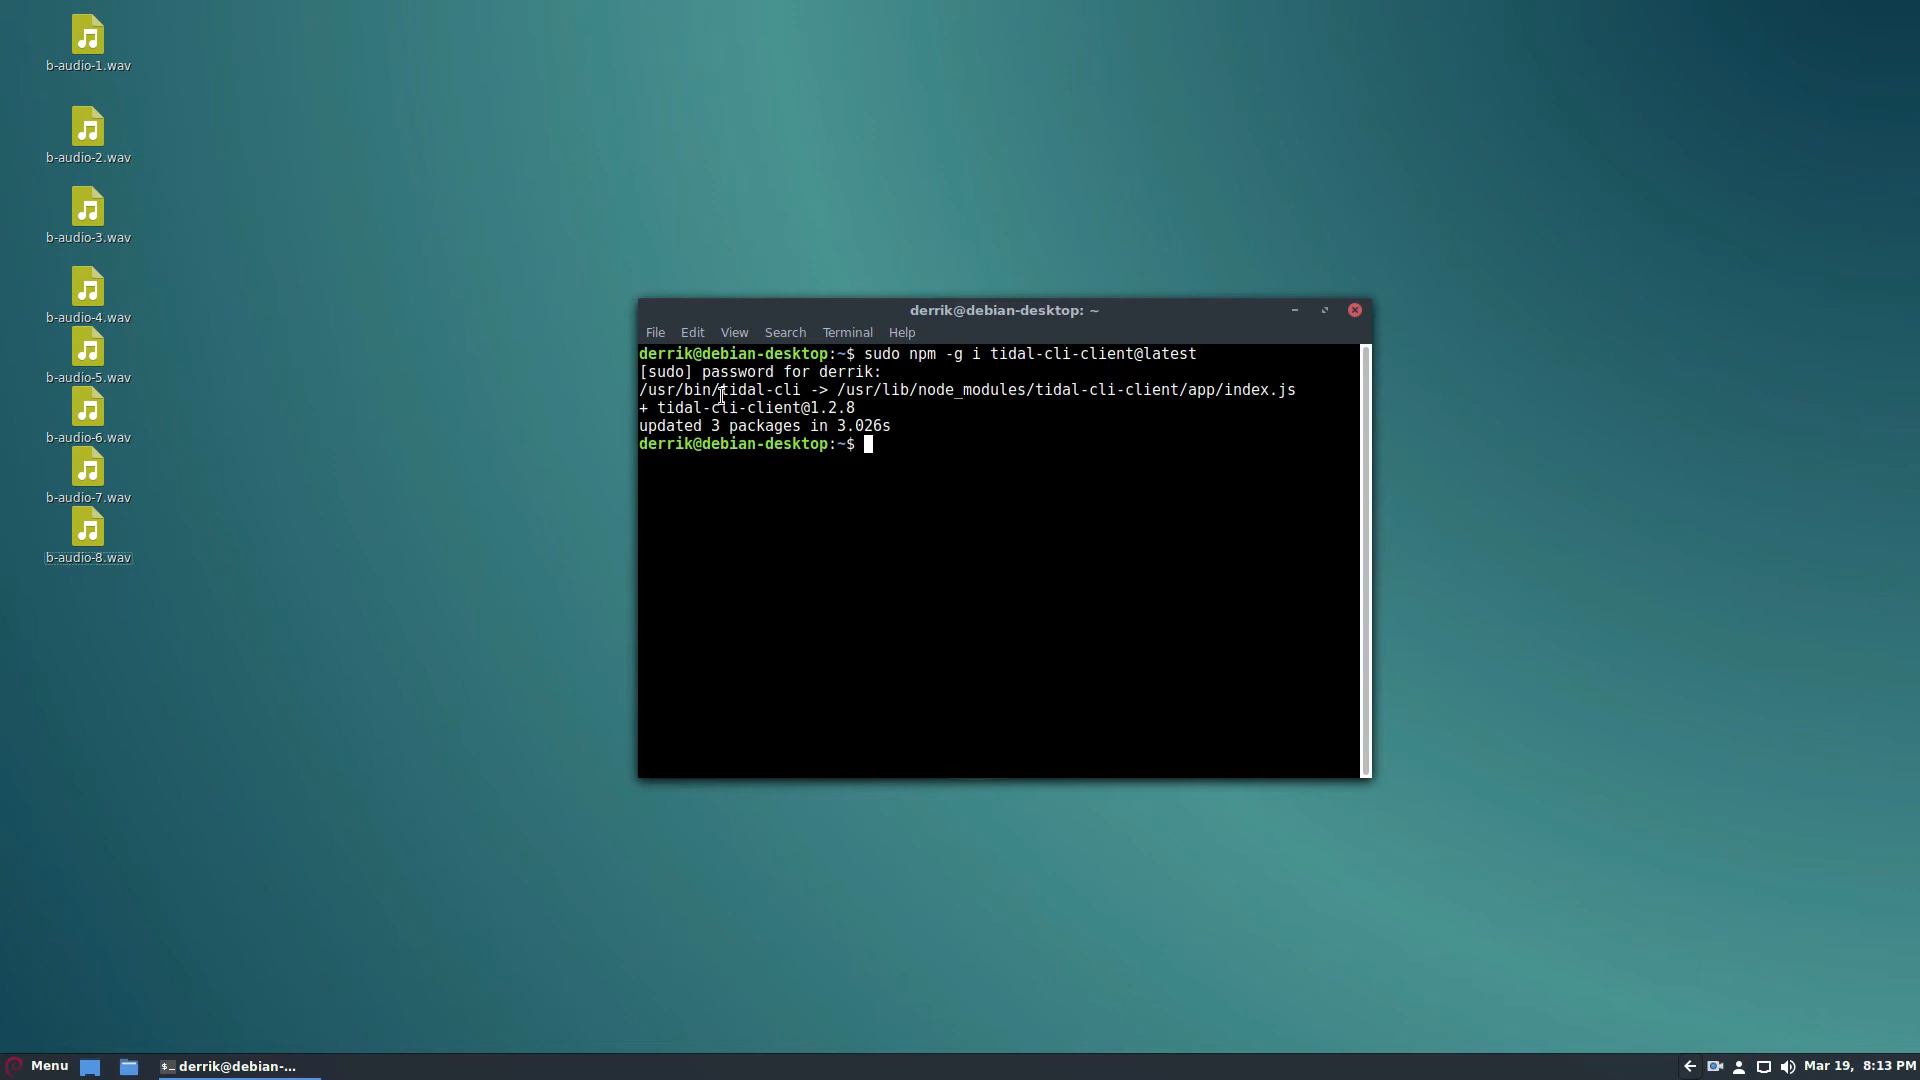 b-audio-1.wav
b-audio-2.wav
b-audio-3.wav
b-audio-4.wav
b-audio-5.wav
b-audio-6.wav
b-audio-7.wav
b-audio-8.wav
derrik@debian-desktop: ~
File Edit View Search Terminal Help
derrik@debian-desktop:~$ sudo npm -g i tidal-cli-client@latest
[sudo] password for derrik:
/usr/bin/tidal-cli -> /usr/lib/node_modules/tidal-cli-client/app/index.js
+ tidal-cli-client@1.2.8
updated 3 packages in 3.026s
derrik@debian-desktop:~$
Menu $_ derrik@debian-... Mar 19, 8:13 PM